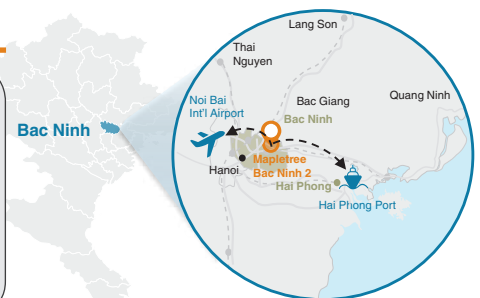 Bac Ninh
Lang Son
Thai
Nguyen
Noi Bai
Int'l Airport
Bac Giang
Quang Ninh
Bac Ninh
Mapletree
Bac Ninh 2
Hanoi
Hai Phong
Hai Phong Port